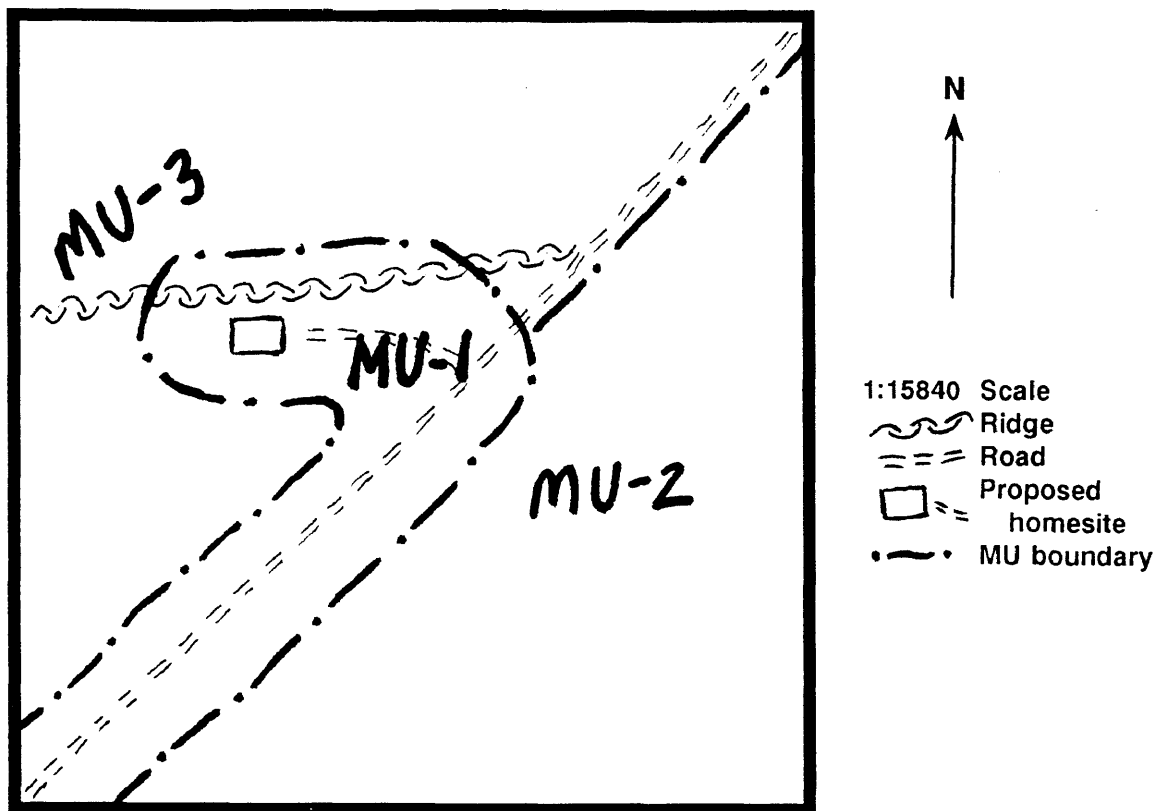 N
MU-3
MU-1
MU-2
1:15840 Scale
Ridge
Road
Proposed
homesite
MU boundary